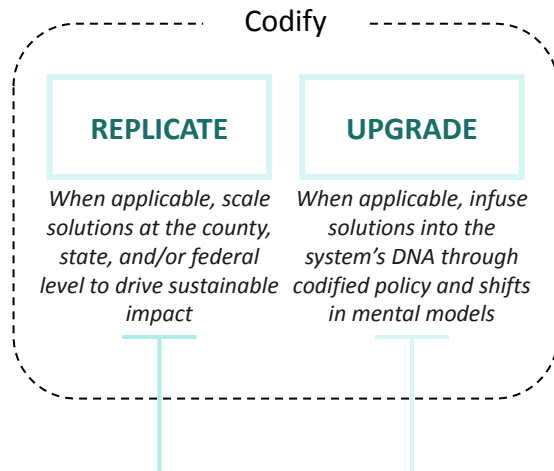 Codify
REPLICATE
When applicable, scale
solutions at the county,
state, and/or federal
level to drive sustainable
impact
UPGRADE
When applicable, infuse
solutions into the
system’s DNA through
codified policy and shifts
in mental models